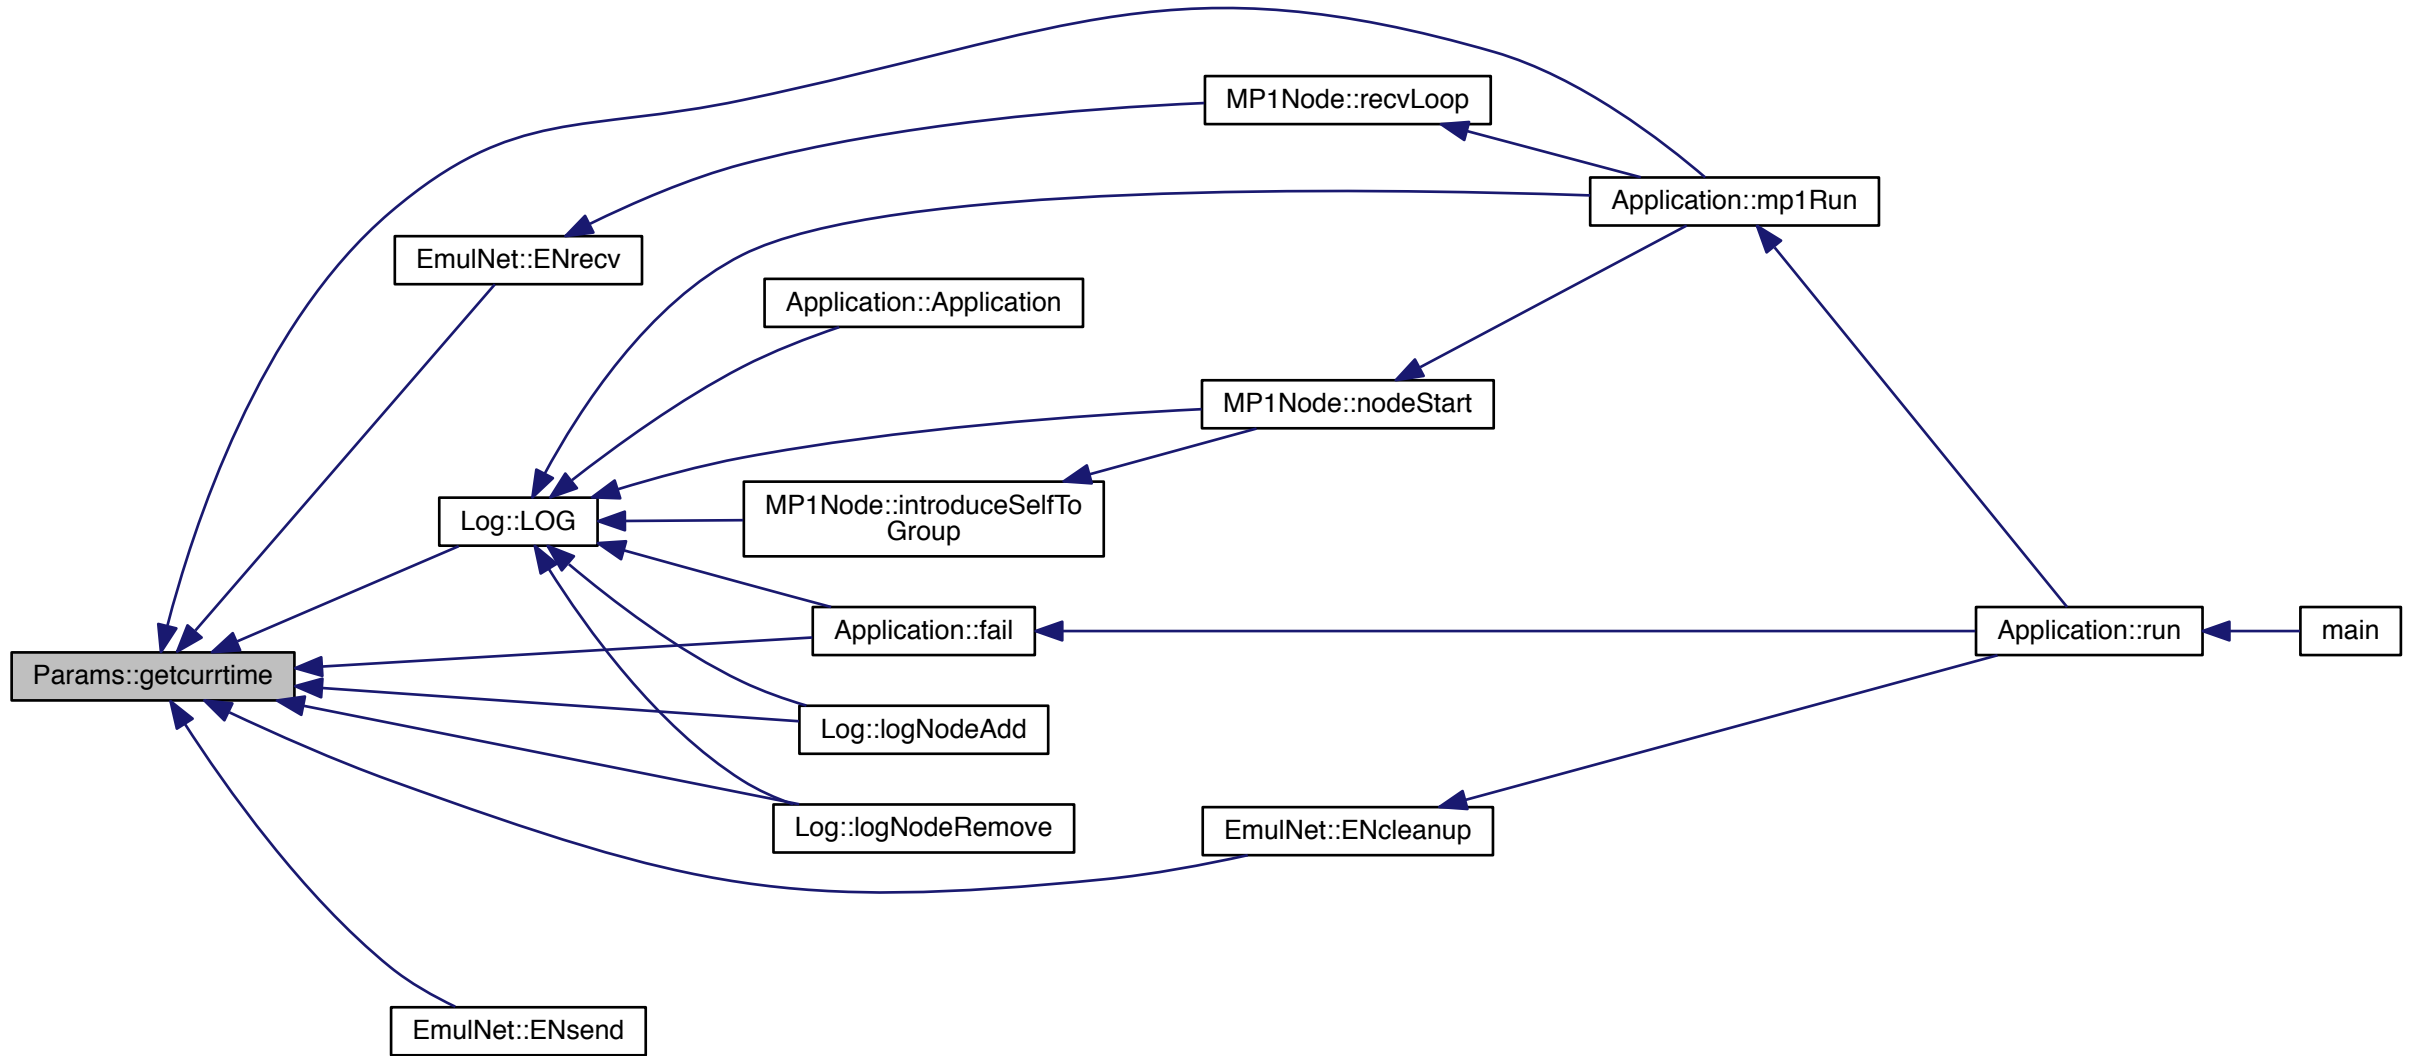 MP1Node::recvLoop
Application::mp1Run
EmulNet::ENrecv
Application::Application
MP1Node::nodeStart
Log::LOG
MP1Node::introduceSelfTo
Group
Application::fail
Application::run
main
Params::getcurrtime
Log::logNodeAdd
Log::logNodeRemove
EmulNet::ENcleanup
EmulNet::ENsend